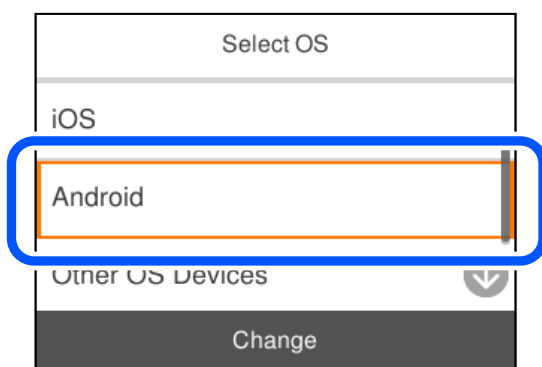 Select OS
iOS
Android
Other OS Devices
Change